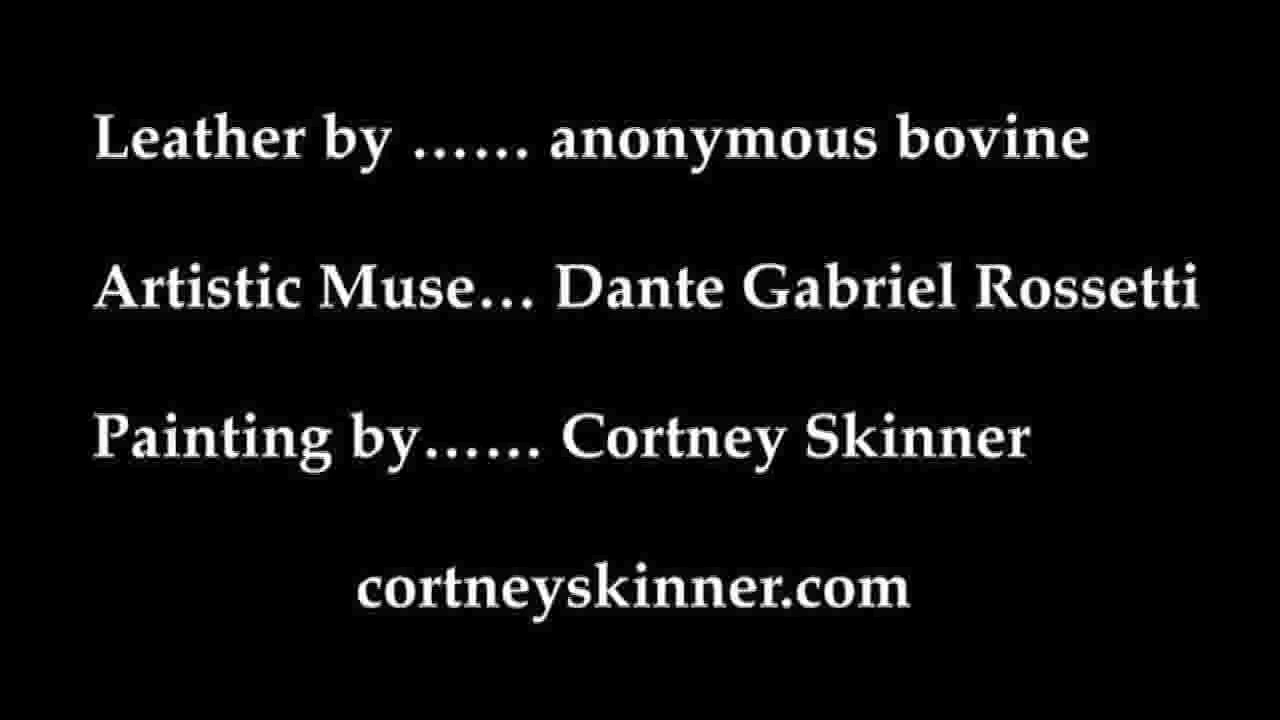 Leather by ...... anonymous bovine
Artistic Muse... Dante Gabriel Rossetti
Painting by...... Cortney Skinner
cortneyskinner.com